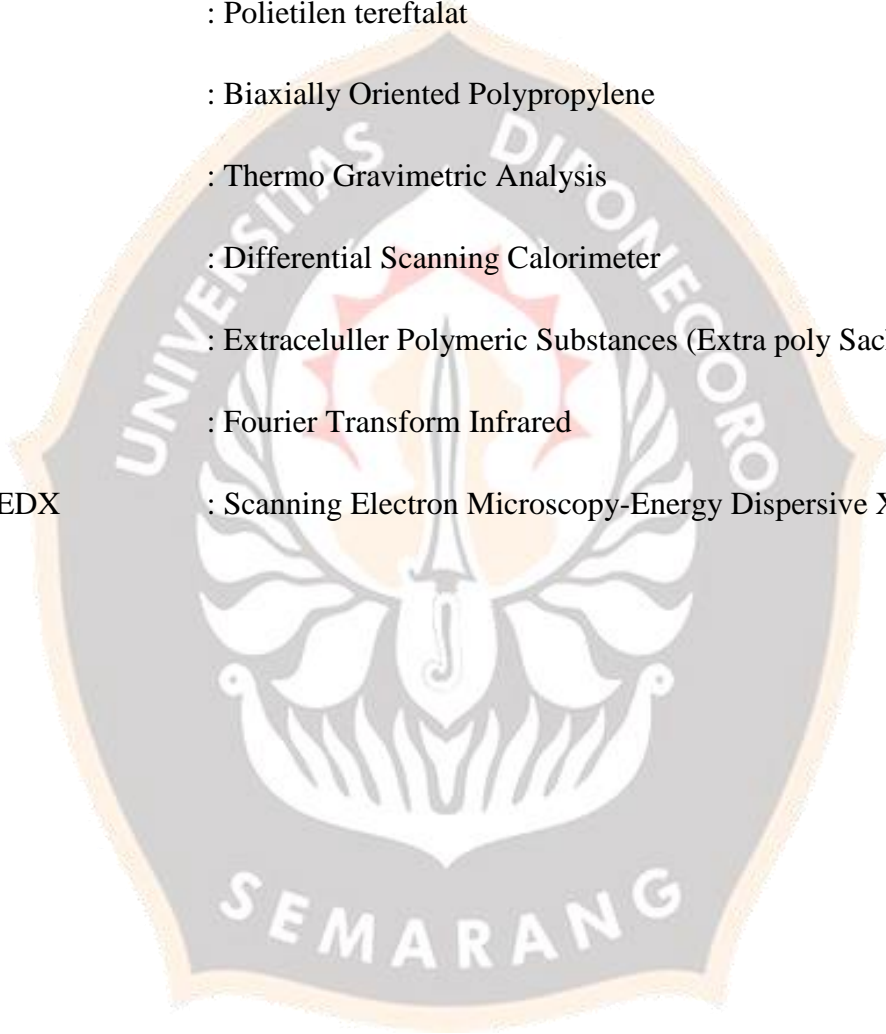 : Polietilen tereftalat
: Biaxially Oriented Polypropylene
: Thermo Gravimetric Analysis
: Differential Scanning Calorimeter
: Extraceluller Polymeric Substances (Extra poly
: Fourier Transform Infrared
EDX : Scanning Electron Microscopy-Energy Dispersive
UNIVERSITAS DIPONEGORO
SEMARANG